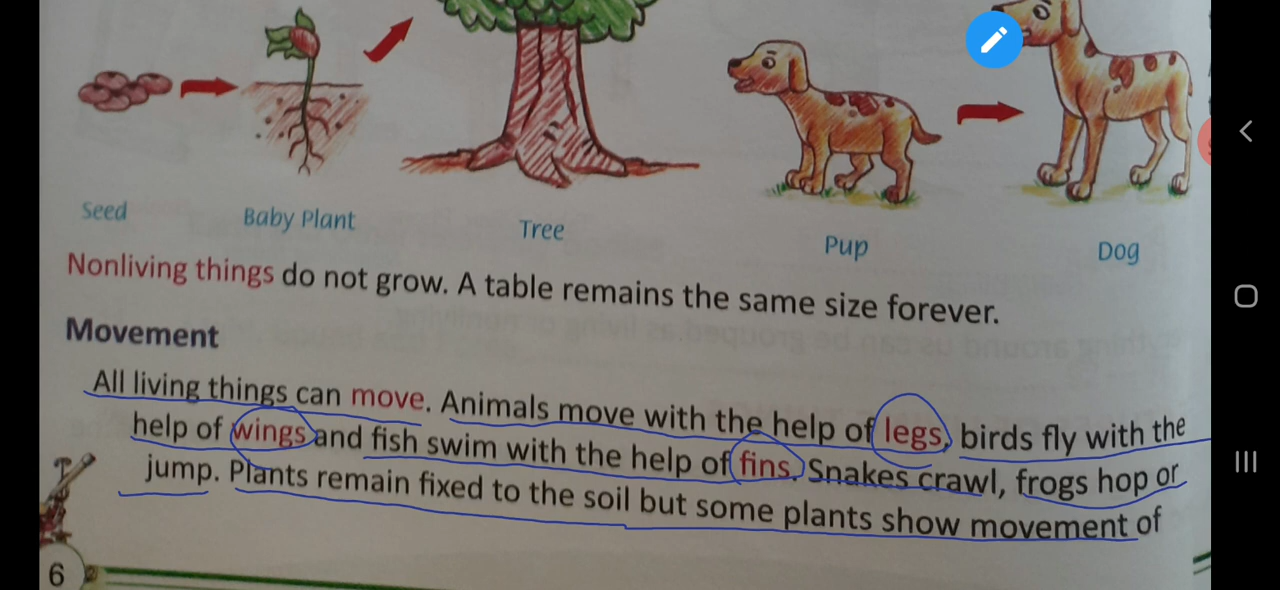 Seed
Baby Plant
Tree
Pup
Dog
Nonliving things do not grow. A table remains the same size forever.
Movement
All living things can move. Animals move with the help of legs, birds fly with the
help of wings and fish swim with the help of fins. Snakes crawl, frogs hop or
jump. Plants remain fixed to the soil but some plants show movement of
6